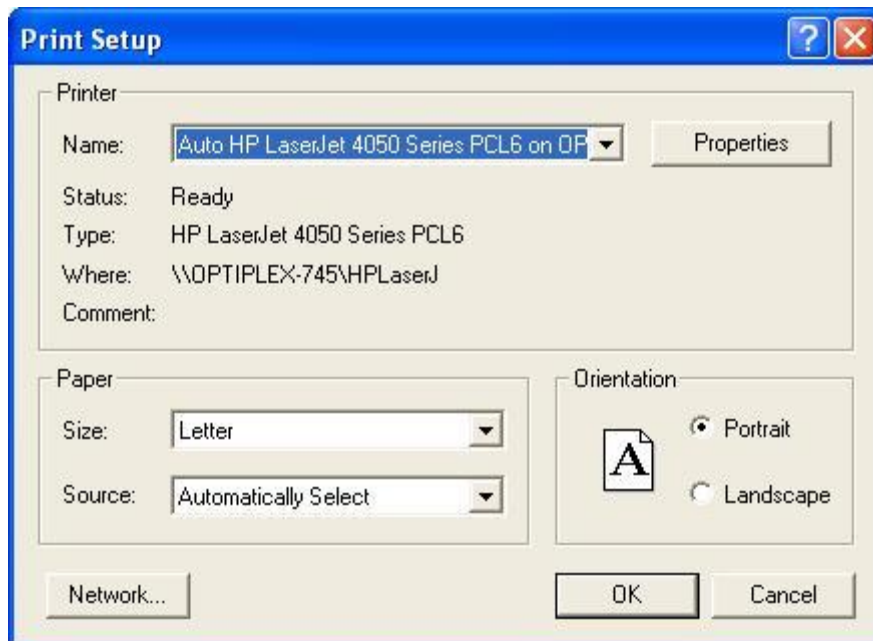 Print Setup
Printer
Name: Auto HP LaserJet 4050 Series PCL6 on OP Properties
Status: Ready
Type: HP LaserJet 4050 Series PCL6
Where: \\OPTIPLEX-745\HPLaserJ
Comment:
Paper
Size: Letter
Source: Automatically Select
Orientation
A
Portrait
Landscape
Network... OK Cancel